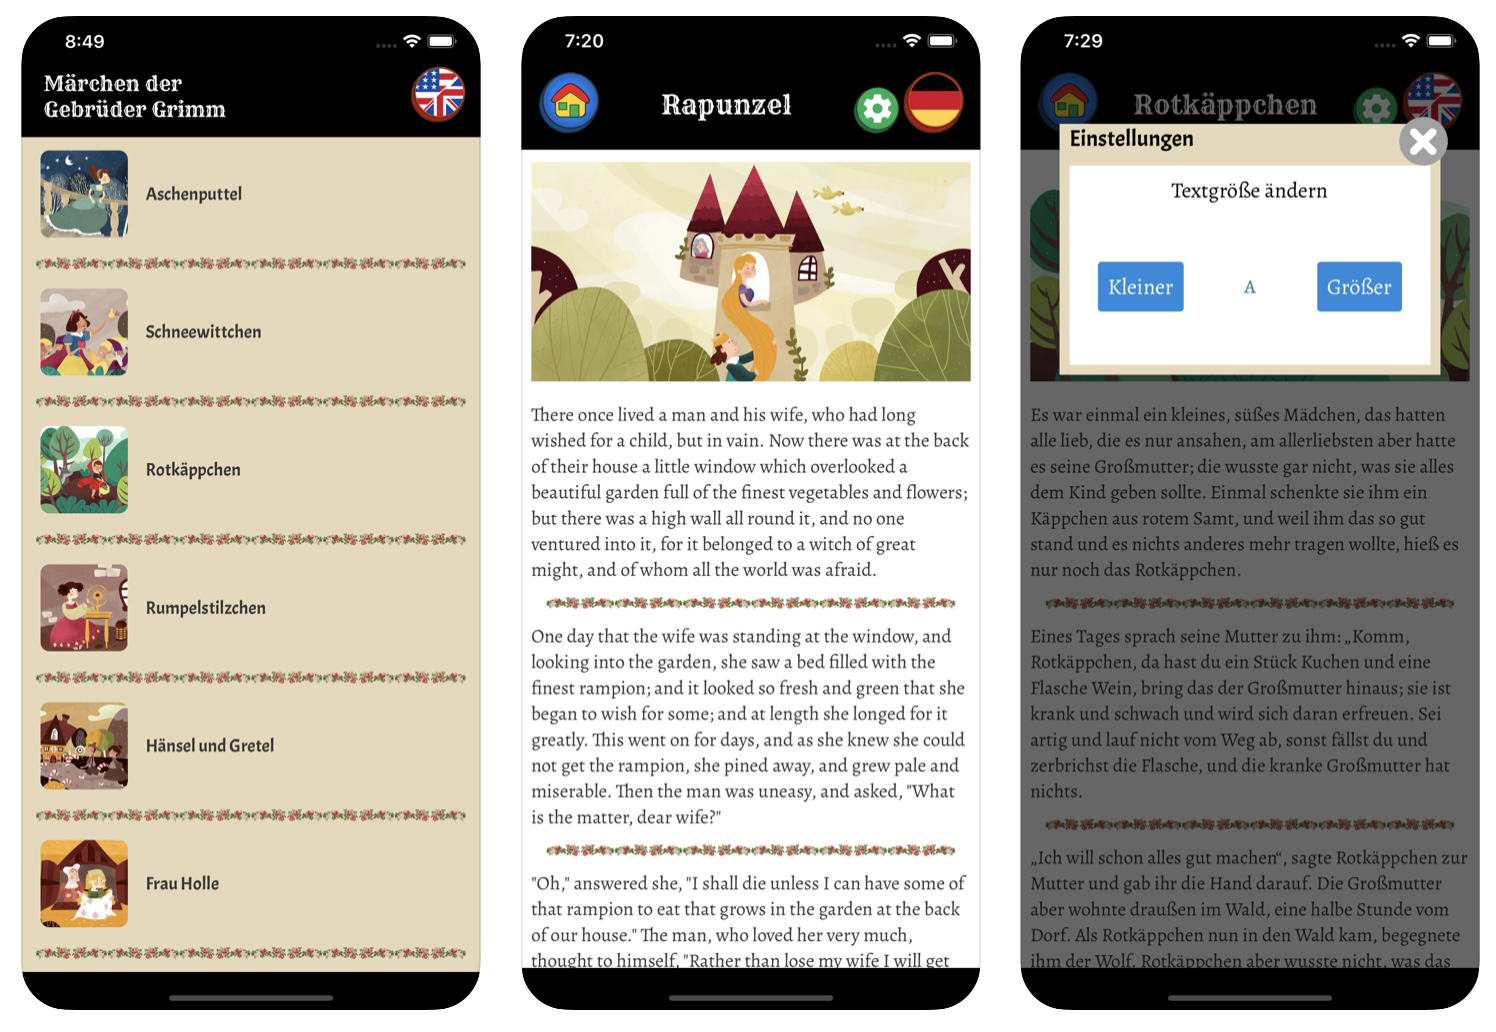 8:49
Märchen der
Gebrüder Grimm
Aschenputtel
Schneewittchen
Rotkäppchen
Rumpelstilzchen
Hänsel und Gretel
Frau Holle
7:20
Rapunzel
There once lived a man and his wife, who had long
wished for a child, but in vain. Now there was at the back
of their house a little window which overlooked a
beautiful garden full of the finest vegetables and flowers;
but there was a high wall all round it, and no one
ventured into it, for it belonged to a witch of great
might, and of whom all the world was afraid.
One day that the wife was standing at the window, and
looking into the garden, she saw a bed filled with the
finest rampion; and it looked so fresh and green that she
began to wish for some; and at length she longed for it
greatly. This went on for days, and as she knew she could
not get the rampion, she pined away, and grew pale and
miserable. Then the man was uneasy, and asked, "What
is the matter, dear wife?"
"Oh," answered she, "I shall die unless I can have some of
that rampion to eat that grows in the garden at the back
of our house." The man, who loved her very much,
thought to himself, "Rather than lose my wife I will get
7:29
Rotkäppchen
Einstellungen
Textgröße ändern
Kleiner
A
Größer
Es war einmal ein kleines, süßes Mädchen, das hatten
alle lieb, die es nur ansahen, am allerliebsten aber hatte
es seine Großmutter; die wusste gar nicht, was sie alles
dem Kind geben sollte. Einmal schenkte sie ihm ein
Käppchen aus rotem Samt, und weil ihm das so gut
stand und es nichts anderes mehr tragen wollte, hieß es
nur noch das Rotkäppchen.
Eines Tages sprach seine Mutter zu ihm: „Komm,
Rotkäppchen, da hast du ein Stück Kuchen und eine
Flasche Wein, bring das der Großmutter hinaus; sie ist
krank und schwach und wird sich daran erfreuen. Sei
artig und lauf nicht vom Weg ab, sonst fällst du und
zerbrichst die Flasche, und die kranke Großmutter hat
nichts.
„Ich will schon alles gut machen“, sagte Rotkäppchen zur
Mutter und gab ihr die Hand darauf. Die Großmutter
aber wohnte draußen im Wald, eine halbe Stunde vom
Dorf. Als Rotkäppchen nun in den Wald kam, begegnete
ihm der Wolf. Rotkäppchen aber wusste nicht, was das